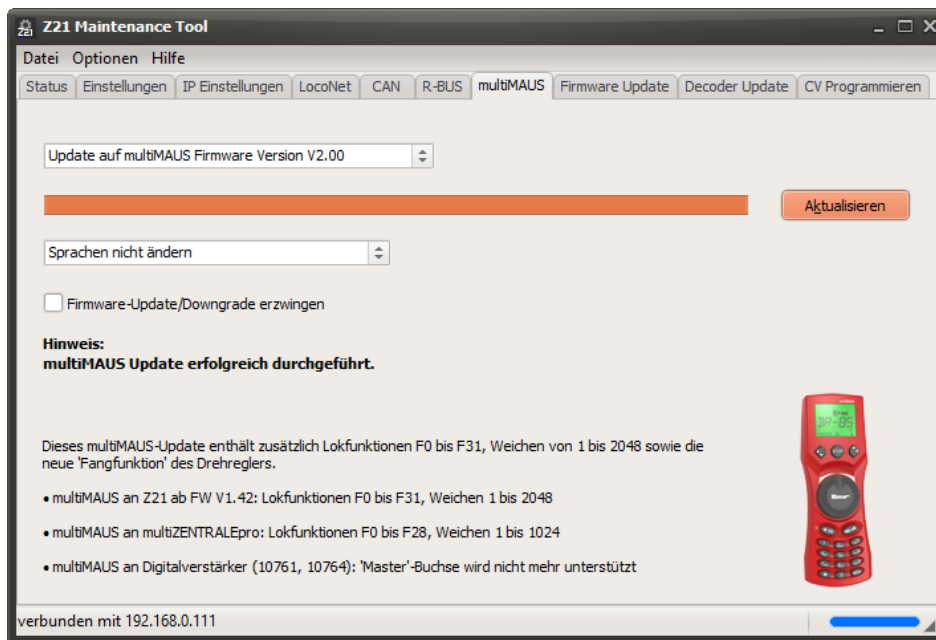 Z21 Maintenance Tool
Datei Optionen Hilfe
Status Einstellungen IP Einstellungen LocoNet CAN R-BUS multiMAUS Firmware Update Decoder Update CV Programmieren
Update auf multiMAUS Firmware Version V2.00
Aktualisieren
Sprachen nicht ändern
Firmware-Update/Downgrade erzwingen
Hinweis:
multiMAUS Update erfolgreich durchgeführt.
Dieses multiMAUS-Update enthält zusätzlich Lokfunktionen F0 bis F31, Weichen von 1 bis 2048 sowie die
neue 'Fangfunktion' des Drehreglers.
• multiMAUS an Z21 ab FW V1.42: Lokfunktionen F0 bis F31, Weichen 1 bis 2048
• multiMAUS an multiZENTRALEpro: Lokfunktionen F0 bis F28, Weichen 1 bis 1024
• multiMAUS an Digitalverstärker (10761, 10764): 'Master'-Buchse wird nicht mehr unterstützt
verbunden mit 192.168.0.111